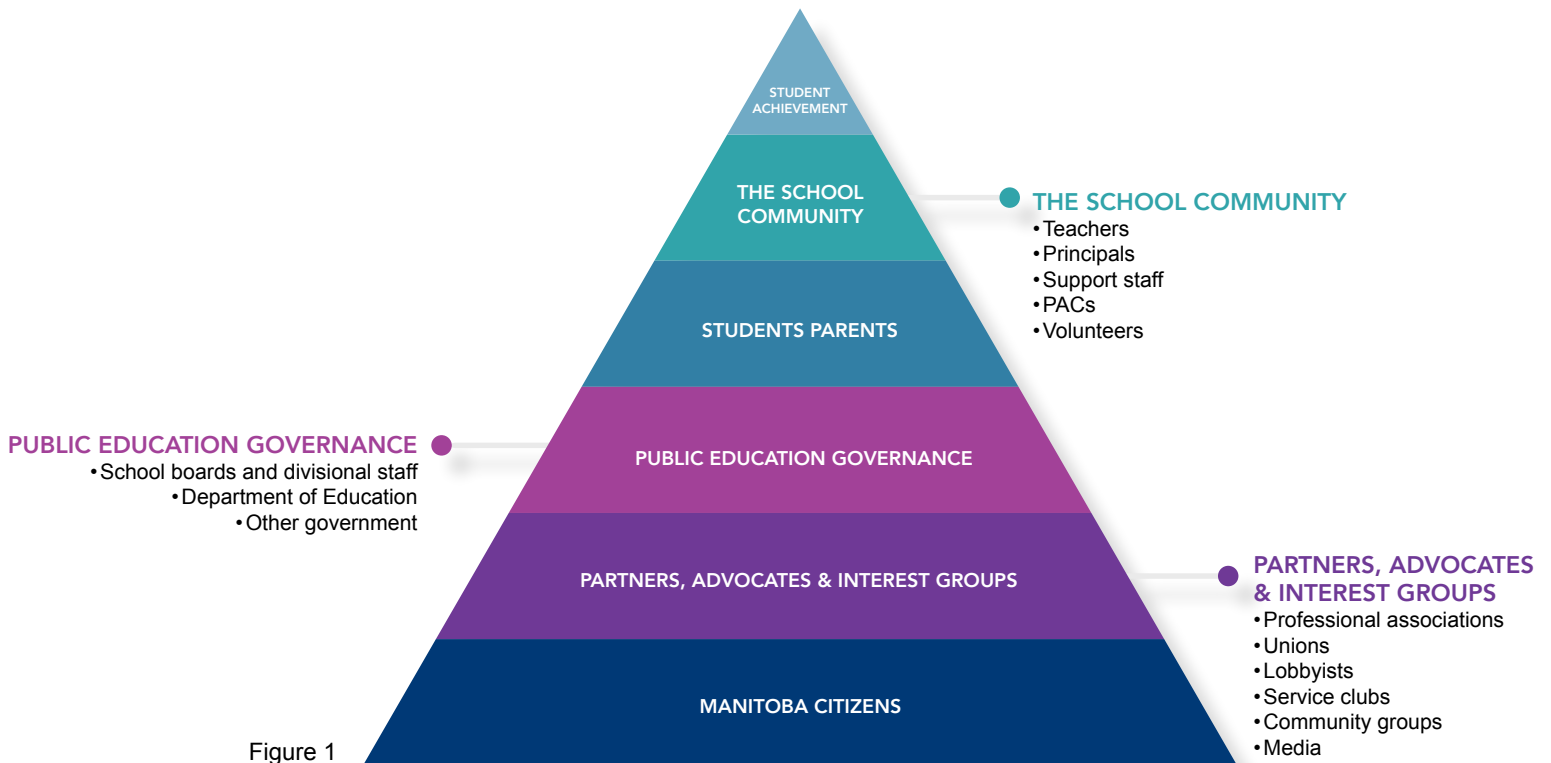 STUDENT
ACHIEVEMENT
THE SCHOOL
COMMUNITY
THE SCHOOL COMMUNITY
•Teachers
•Principals
•Support staff
•PACs
•Volunteers
STUDENTS PARENTS
PUBLIC EDUCATION GOVERNANCE
•School boards and divisional staff
•Department of Education
•Other government
PUBLIC EDUCATION GOVERNANCE
PARTNERS, ADVOCATES & INTEREST GROUPS
PARTNERS, ADVOCATES
& INTEREST GROUPS
•Professional associations
•Unions
•Lobbyists
•Service clubs
•Community groups
•Media
MANITOBA CITIZENS
Figure 1